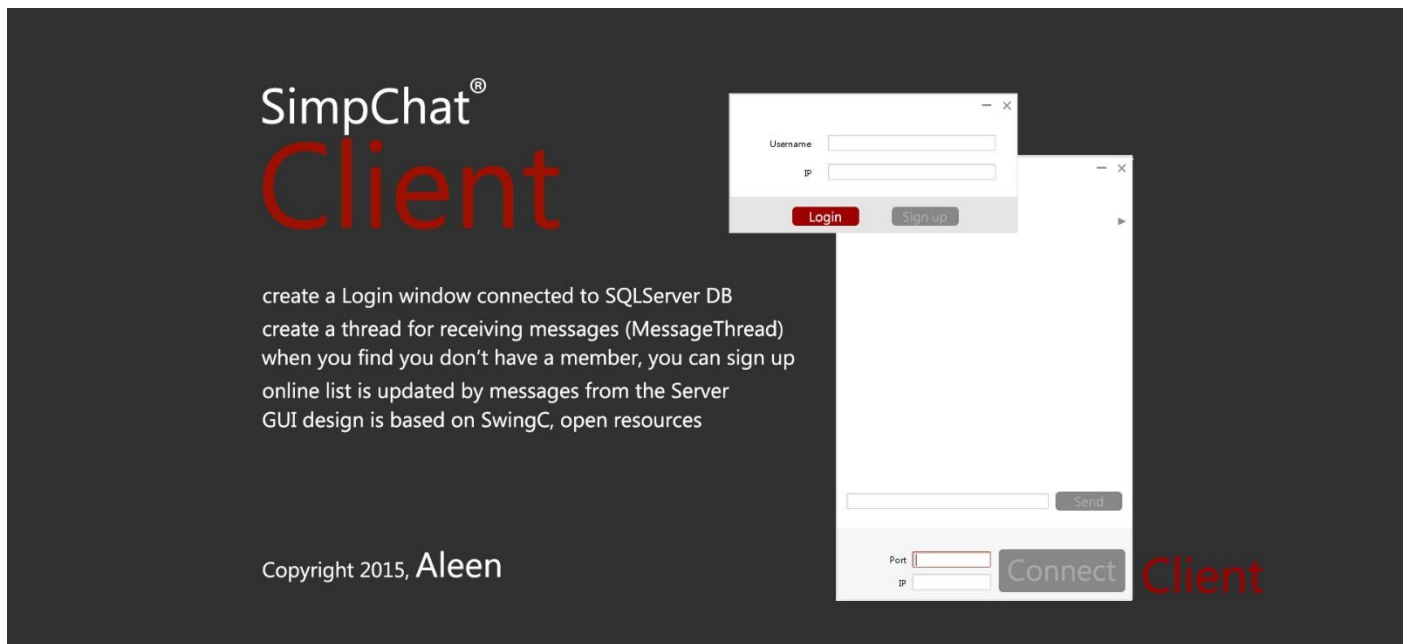 SimpChat®
Client
create a Login window connected to SQLServer DB
create a thread for receiving messages (MessageThread)
when you find you don't have a member, you can sign up
online list is updated by messages from the Server
GUI design is based on SwingC, open resources
Copyright 2015, Aleen
Username
IP
Login Sign up
Send
Port
IP
Connect
Client